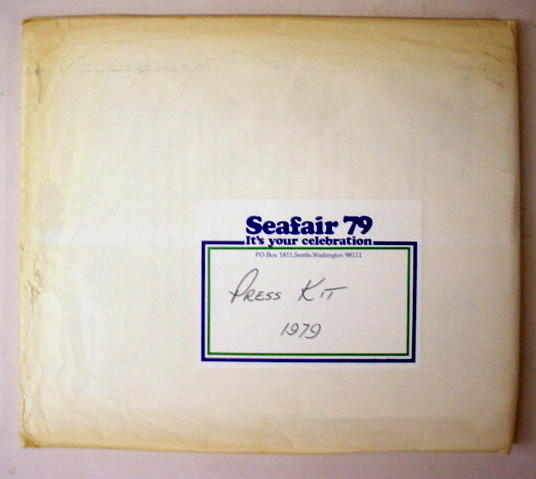 Seafair 79
It's your celebration
P.O. Box 1811, Seattle, Washington 98111
PRESS KIT
1979